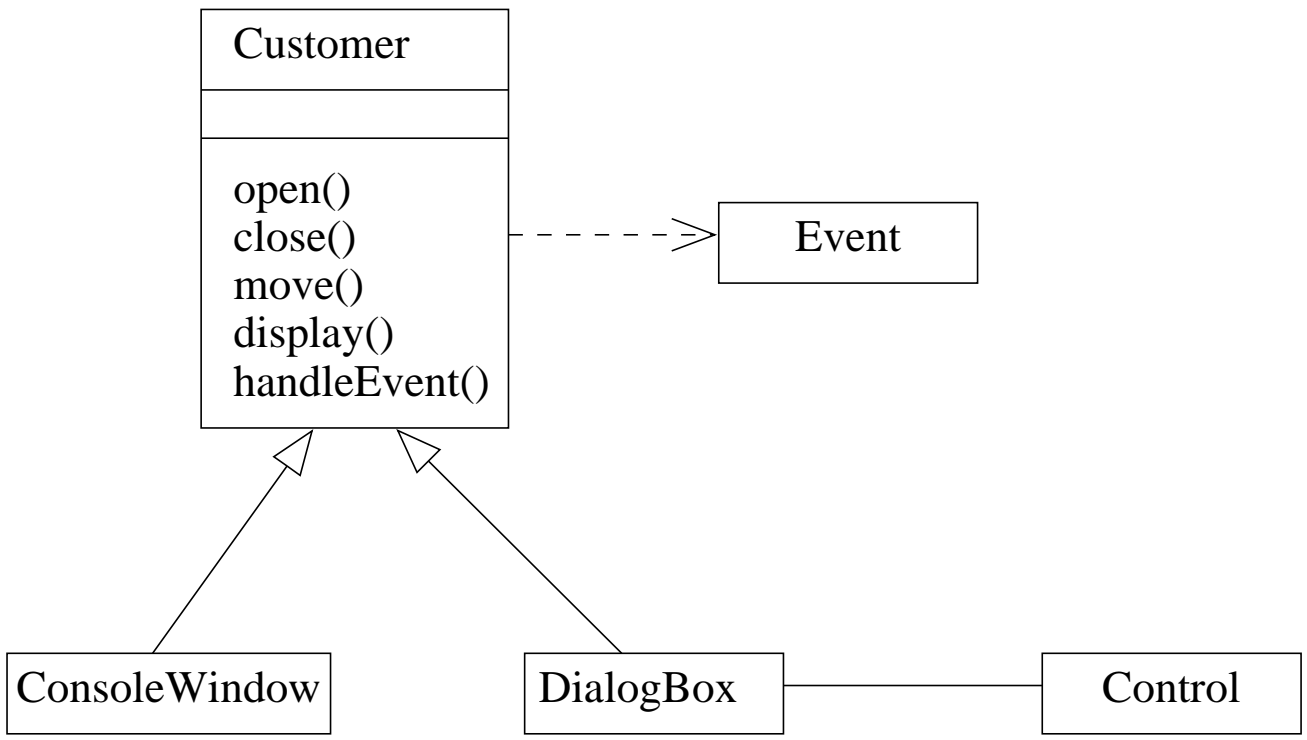 Customer
open()
close()
move()
display()
handleEvent()
Event
ConsoleWindow
DialogBox
Control